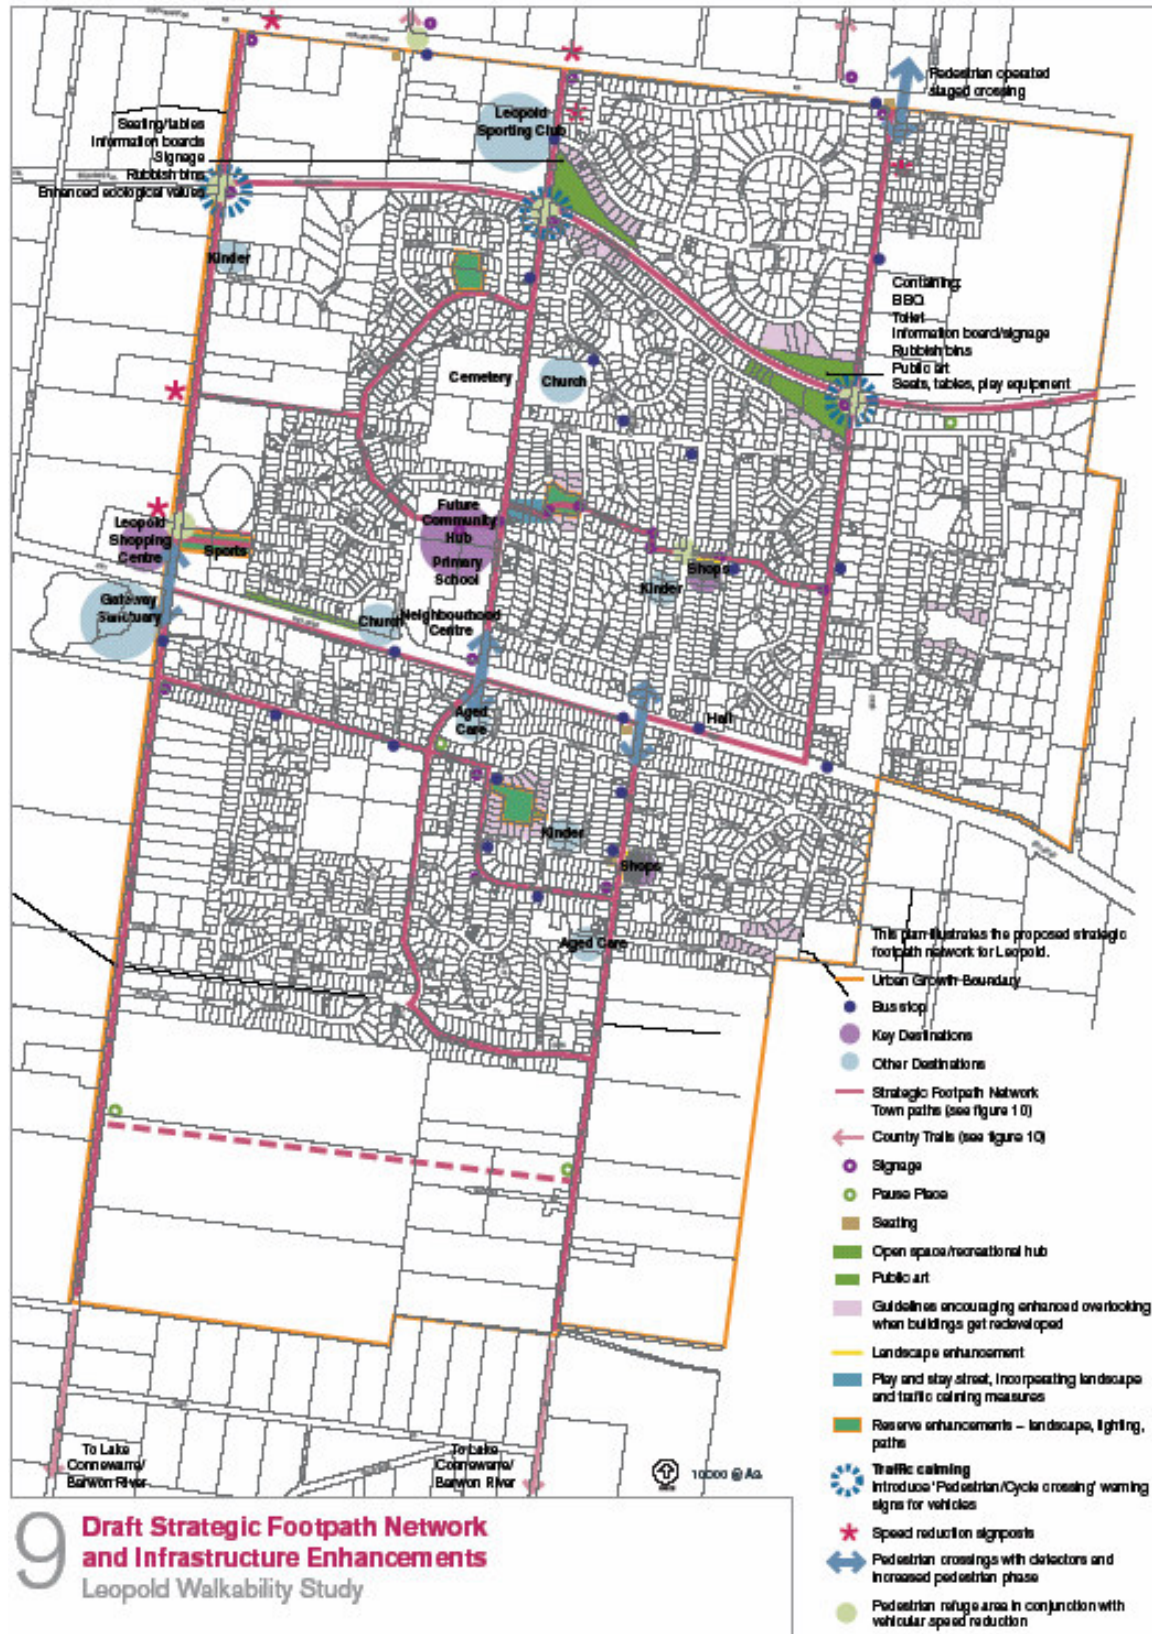 Pedestrian operated
staged crossing
Leopold
Sporting Club
Seating/tables
Information boards
Signage
Rubbish bins
Enhanced ecological values
Kinder
Containing:
BBQ
Toilet
Information board/signage
Rubbish bins
Public art
Seats, tables, play equipment
Cemetery
Church
Future
Community
Hub
Primary
School
Leopold
Shopping
Centre
Sports
Shops
Kinder
Gateway
Sanctuary
Church
Neighbourhood
Centre
Aged
Care
Hall
Kinder
Shops
Aged Care
This plan illustrates the proposed strategic
footpath network for Leopold.
Urban Growth Boundary
Bus stop
Key Destinations
Other Destinations
Strategic Footpath Network
Town paths (see figure 10)
Country Trails (see figure 10)
Signage
Pause Place
Seating
Open space/recreational hub
Public art
Guidelines encouraging enhanced overlooking
when buildings get redeveloped
Landscape enhancement
Play and stay street, incorporating landscape
and traffic calming measures
Reserve enhancements – landscape, lighting,
paths
Traffic calming
Introduce 'Pedestrian/Cycle crossing' warning
signs for vehicles
Speed reduction signposts
Pedestrian crossings with detectors and
increased pedestrian phase
Pedestrian refuge area in conjunction with
vehicular speed reduction
To Lake
Connewarre/
Barwon River
To Lake
Connewarre/
Barwon River
10000 @ A3
9
Draft Strategic Footpath Network
and Infrastructure Enhancements
Leopold Walkability Study